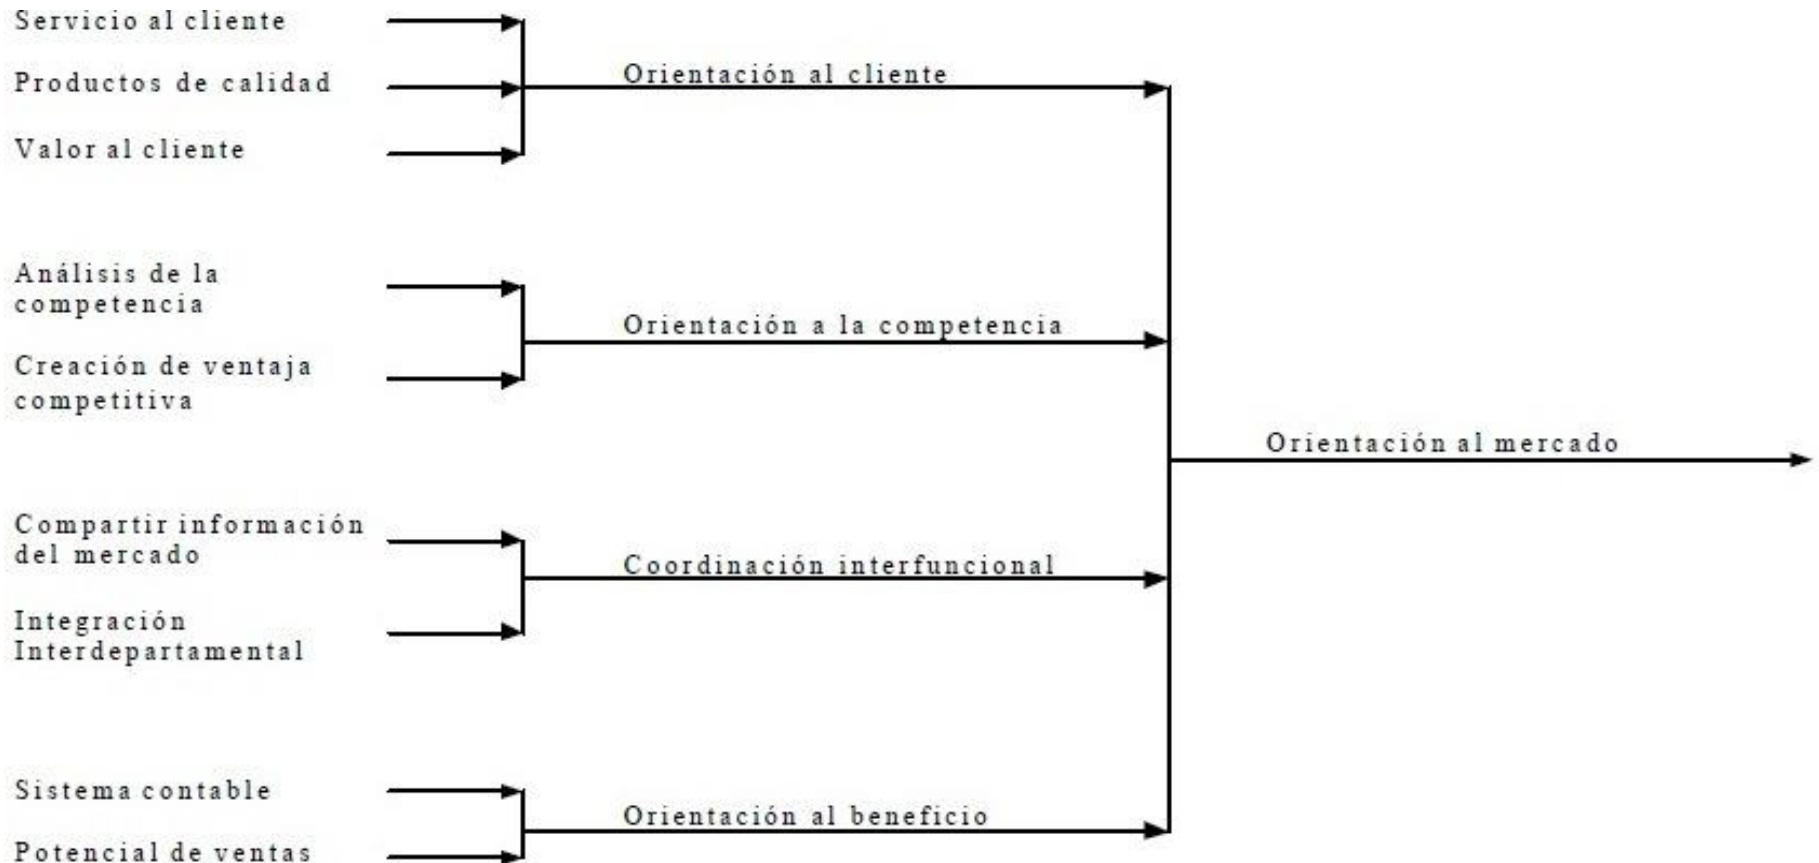 Servicio al cliente
Productos de calidad
Valor al cliente
Orientación al cliente
Análisis de la
competencia
Creación de ventaja
competitiva
Orientación a la competencia
Compartir información
del mercado
Integración
Interdepartamental
Coordinación interfuncional
Sistema contable
Potencial de ventas
Orientación al beneficio
Orientación al mercado